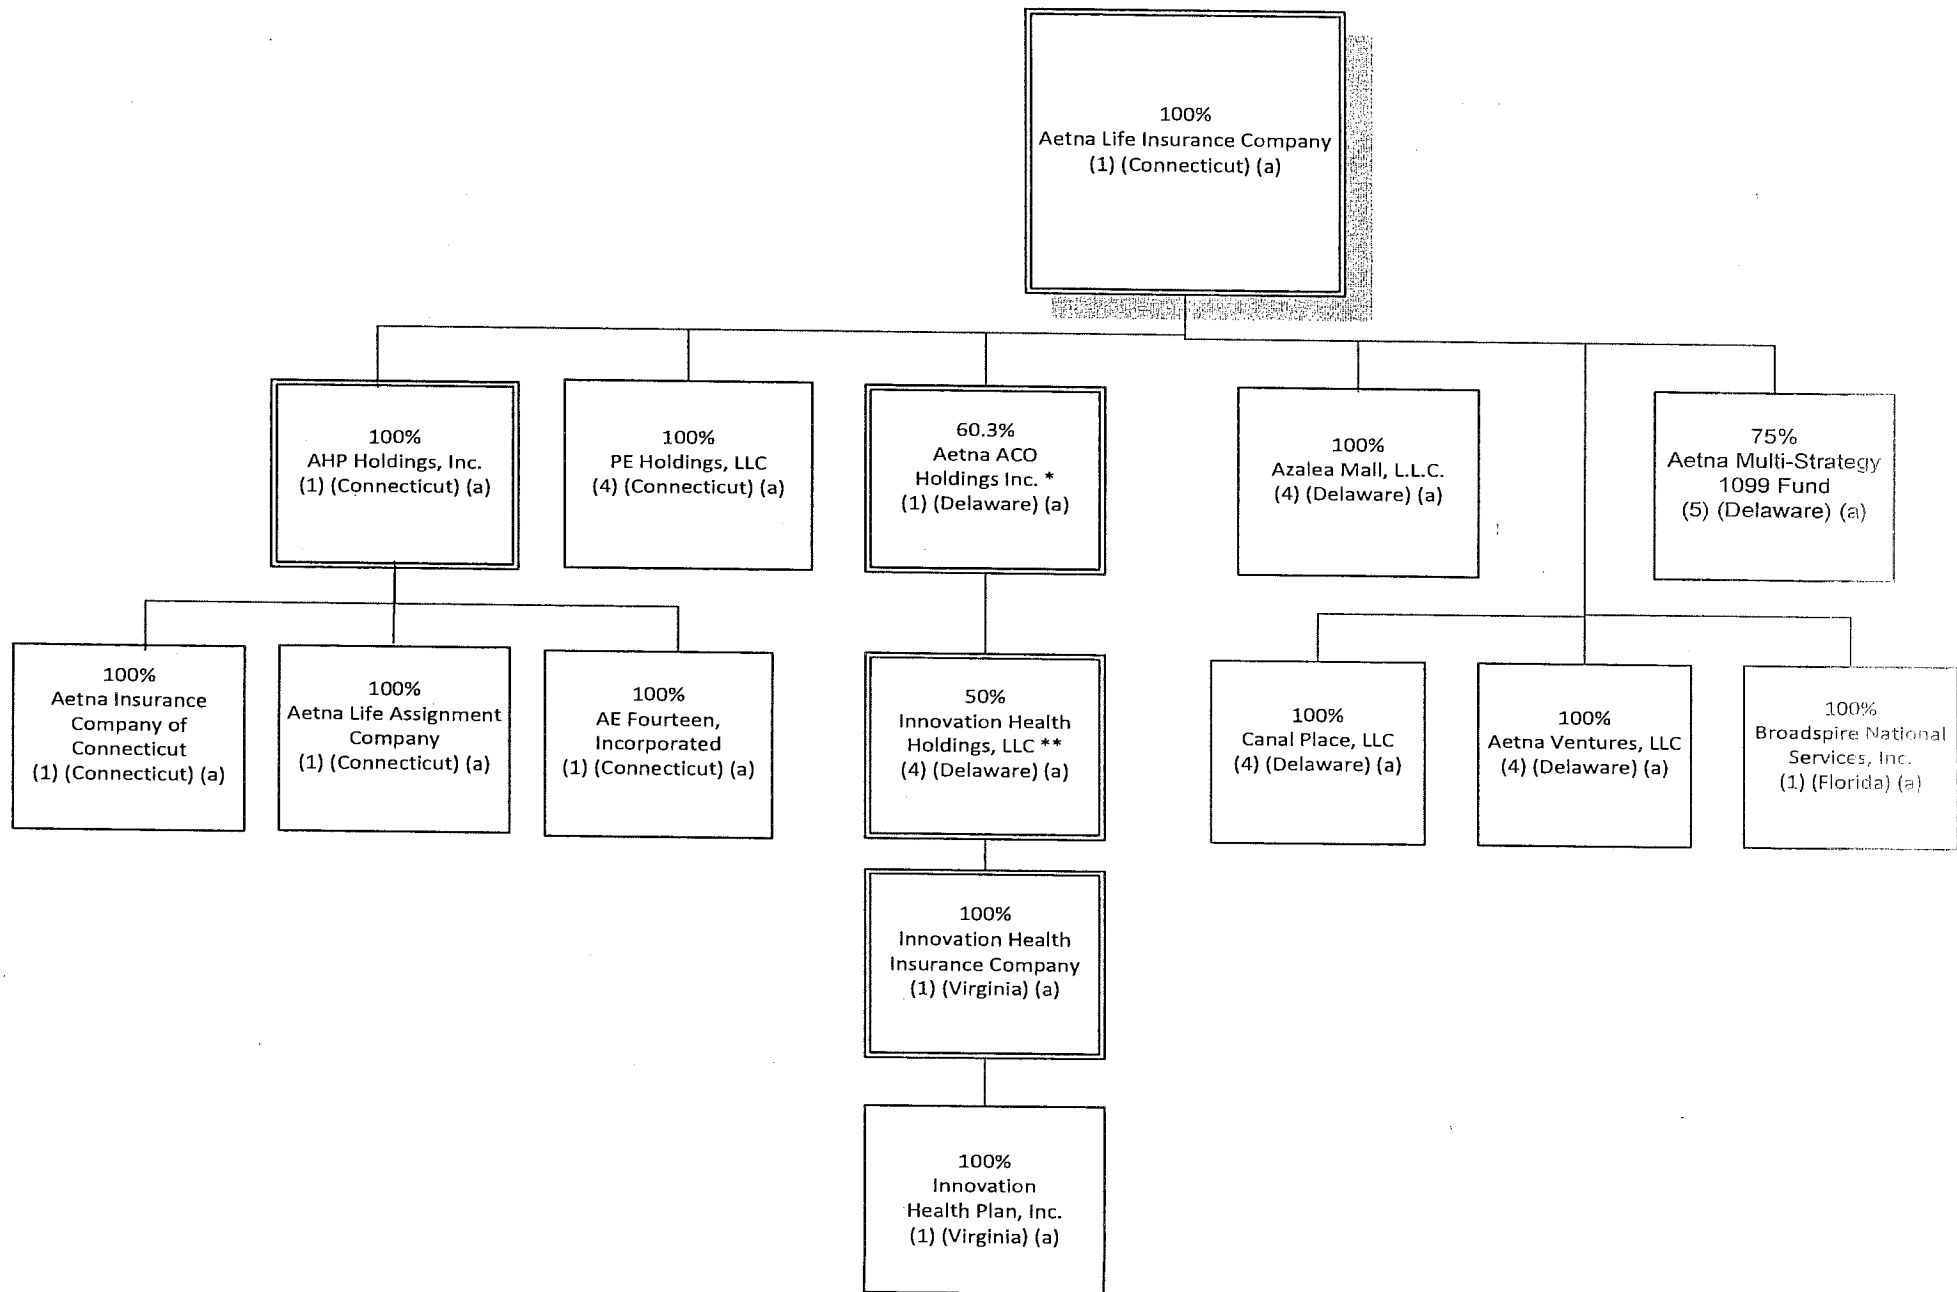 100%
Aetna Life Insurance Company
(1) (Connecticut) (a)
100%
AHP Holdings, Inc.
(1) (Connecticut) (a)
100%
PE Holdings, LLC
(4) (Connecticut) (a)
60.3%
Aetna ACO
Holdings Inc. *
(1) (Delaware) (a)
100%
Azalea Mall, L.L.C.
(4) (Delaware) (a)
75%
Aetna Multi-Strategy
1099 Fund
(5) (Delaware) (a)
100%
Aetna Insurance
Company of
Connecticut
(1) (Connecticut) (a)
100%
Aetna Life Assignment
Company
(1) (Connecticut) (a)
100%
AE Fourteen,
Incorporated
(1) (Connecticut) (a)
50%
Innovation Health
Holdings, LLC **
(4) (Delaware) (a)
100%
Canal Place, LLC
(4) (Delaware) (a)
100%
Aetna Ventures, LLC
(4) (Delaware) (a)
100%
Broadspire National
Services, Inc.
(1) (Florida) (a)
100%
Innovation Health
Insurance Company
(1) (Virginia) (a)
100%
Innovation
Health Plan, Inc.
(1) (Virginia) (a)